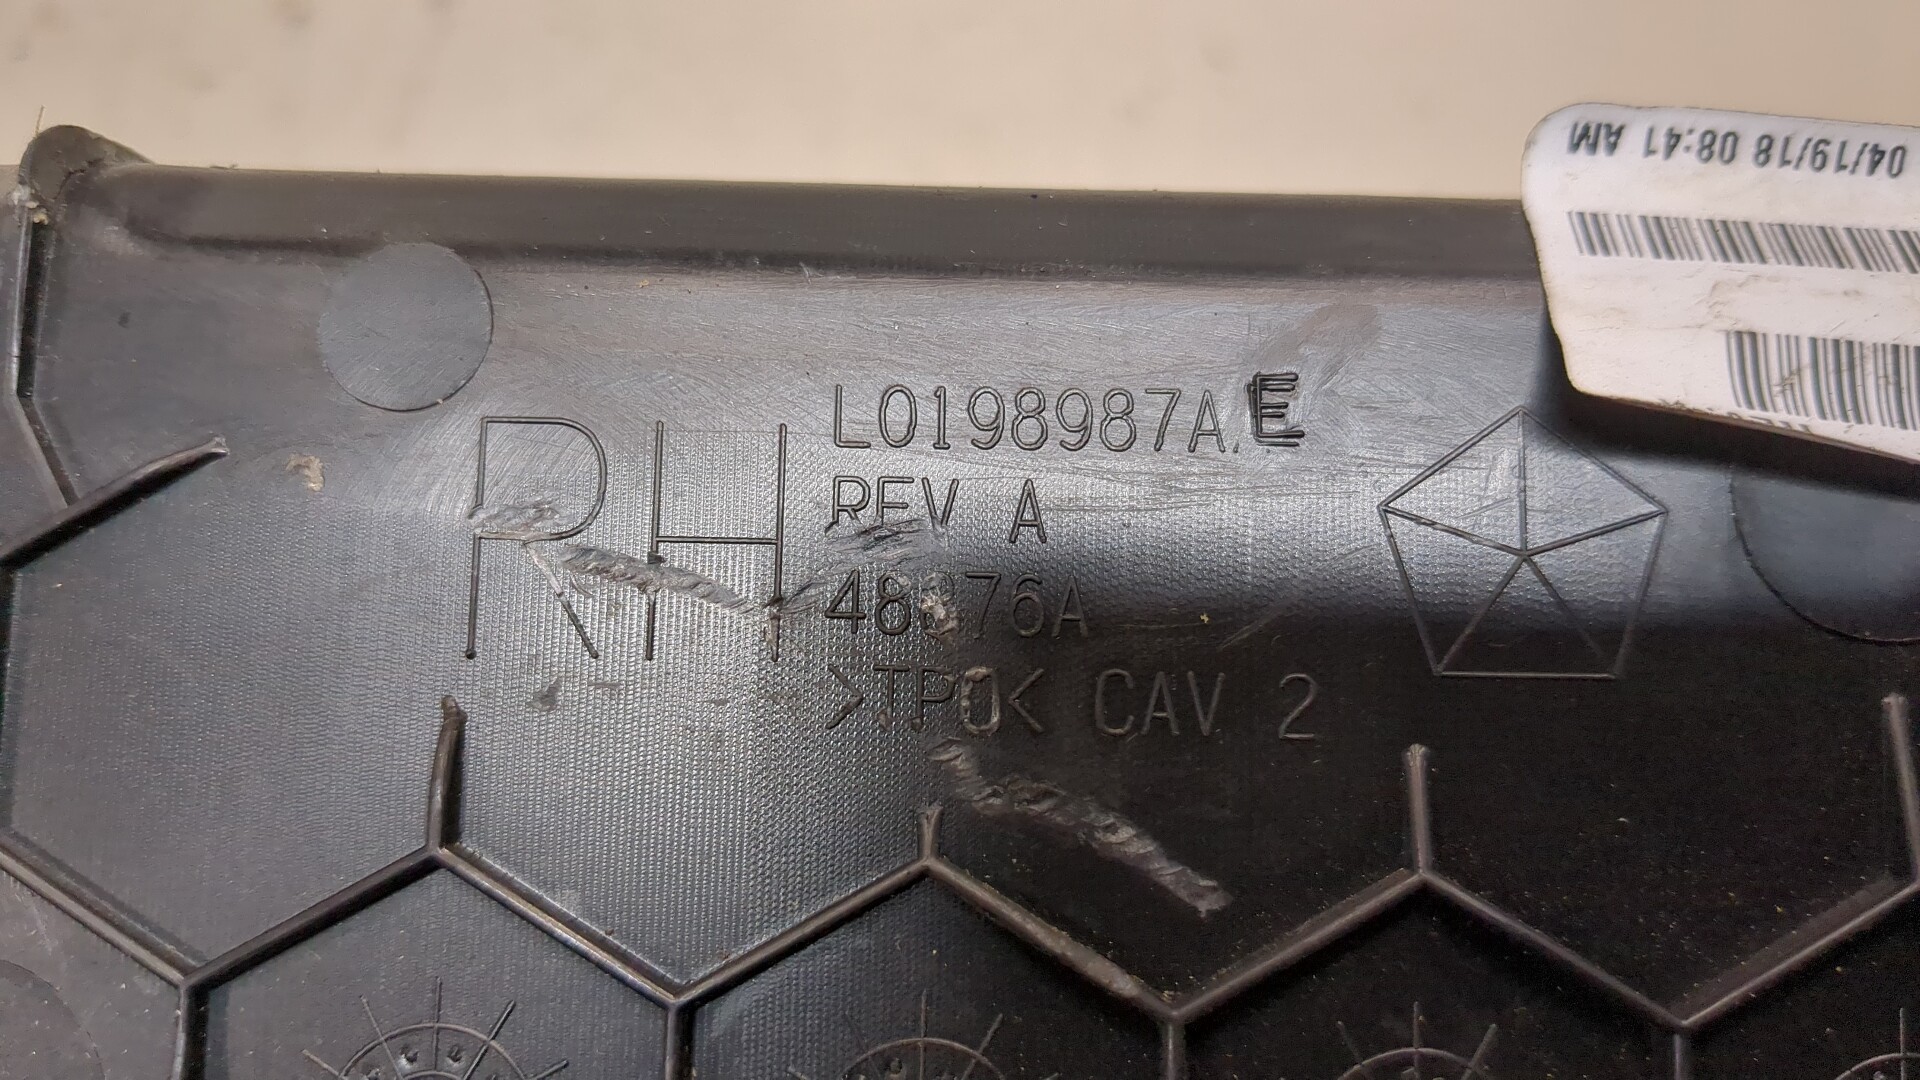 04/19/18 08:41 AM
RH
L0198987A.E
REV A
>TPO< CAV 2